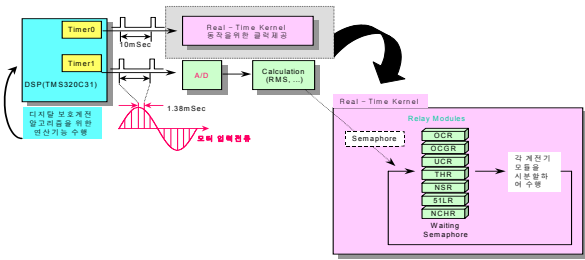 Timer0
10mSec
Timer1
DSP(TMS320C31)
디지탈 보호계전
알고리즘을 위한
연산기능 수행
1.38mSec
모터 입력전류
Real - Time Kernel
동작을위한 클럭제공
A/D
Calculation
(RMS, ...)
Real - Time Kernel
Relay Modules
Semaphore
OCR
OCGR
UCR
THR
NSR
51LR
NCHR
Waiting
Semaphore
각 계전기
모듈을
시분할하
여 수행